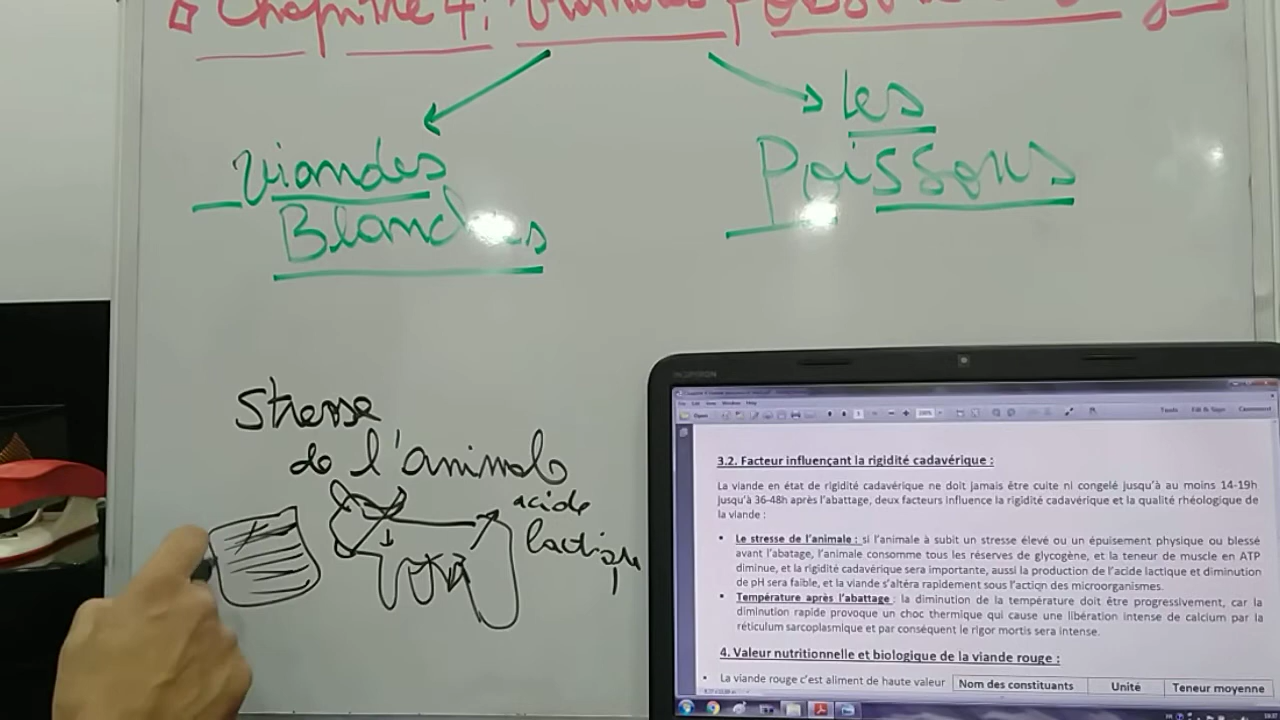 Chapitre 4:
les
Viandes
Poissons
Blanches
Stresse
de l'animale
acide
lactique
INSPIRON
3.2. Facteur influençant la rigidité cadavérique :
La viande en état de rigidité cadavérique ne doit jamais être cuite ni congelé jusqu'à au moins 14-19h
jusqu'à 36-48h après l'abattage, deux facteurs influence la rigidité cadavérique et la qualité rhéologique de
la viande :
• Le stresse de l'animale : si l'animale à subit un stresse élevé ou un épuisement physique ou blessé
avant l'abatage, l'animale consomme tous les réserves de glycogène, et la teneur de muscle en ATP
diminue, et la rigidité cadavérique sera importante, aussi la production de l'acide lactique et diminution
de pH sera faible, et la viande s'altéra rapidement sous l'action des microorganismes.
• Température après l'abattage : la diminution de la température doit être progressivement, car la
diminution rapide provoque un choc thermique qui cause une libération intense de calcium par la
réticulum sarcoplasmique et par conséquent le rigor mortis sera intense.
4. Valeur nutritionnelle et biologique de la viande rouge :
• La viande rouge c'est aliment de haute valeur
Nom des constituants Unité Teneur moyenne